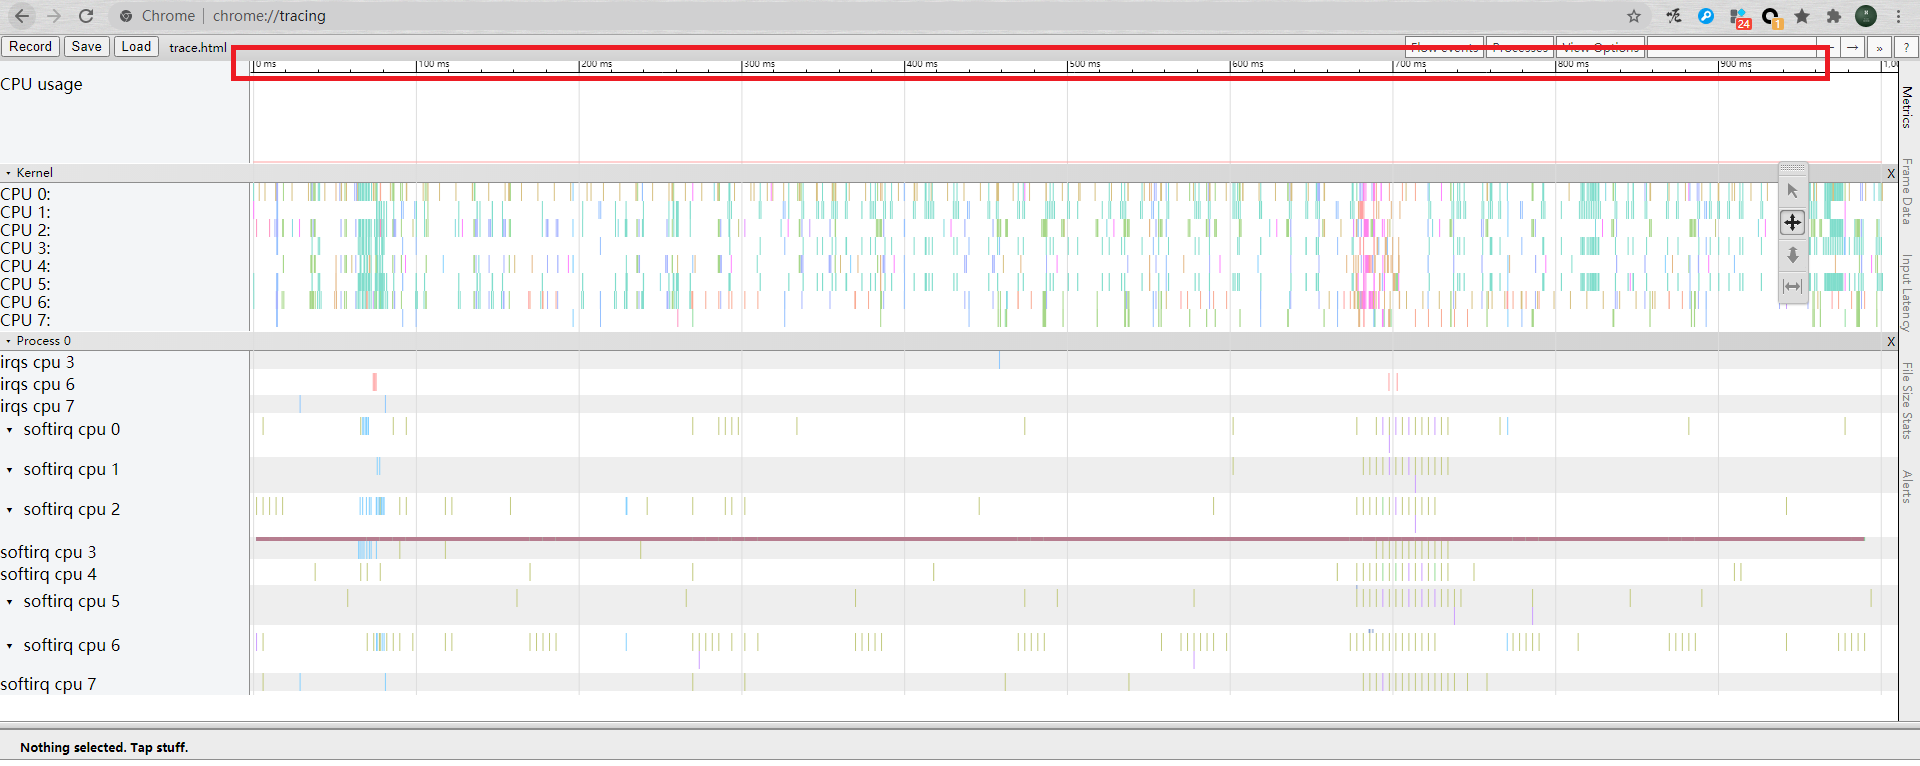 Chrome | chrome://tracing
24
1
Record Save Load trace.html Flow events Processes View Options ← → » ?
0 ms 100 ms 200 ms 300 ms 400 ms 500 ms 600 ms 700 ms 800 ms 900 ms
CPU usage
Kernel X
CPU 0:
CPU 1:
CPU 2:
CPU 3:
CPU 4:
CPU 5:
CPU 6:
CPU 7:
Process 0 X
irqs cpu 3
irqs cpu 6
irqs cpu 7
softirq cpu 0
softirq cpu 1
softirq cpu 2
softirq cpu 3
softirq cpu 4
softirq cpu 5
softirq cpu 6
softirq cpu 7
Metrics
Frame Data
Input Latency
File Size Stats
Alerts
Nothing selected. Tap stuff.